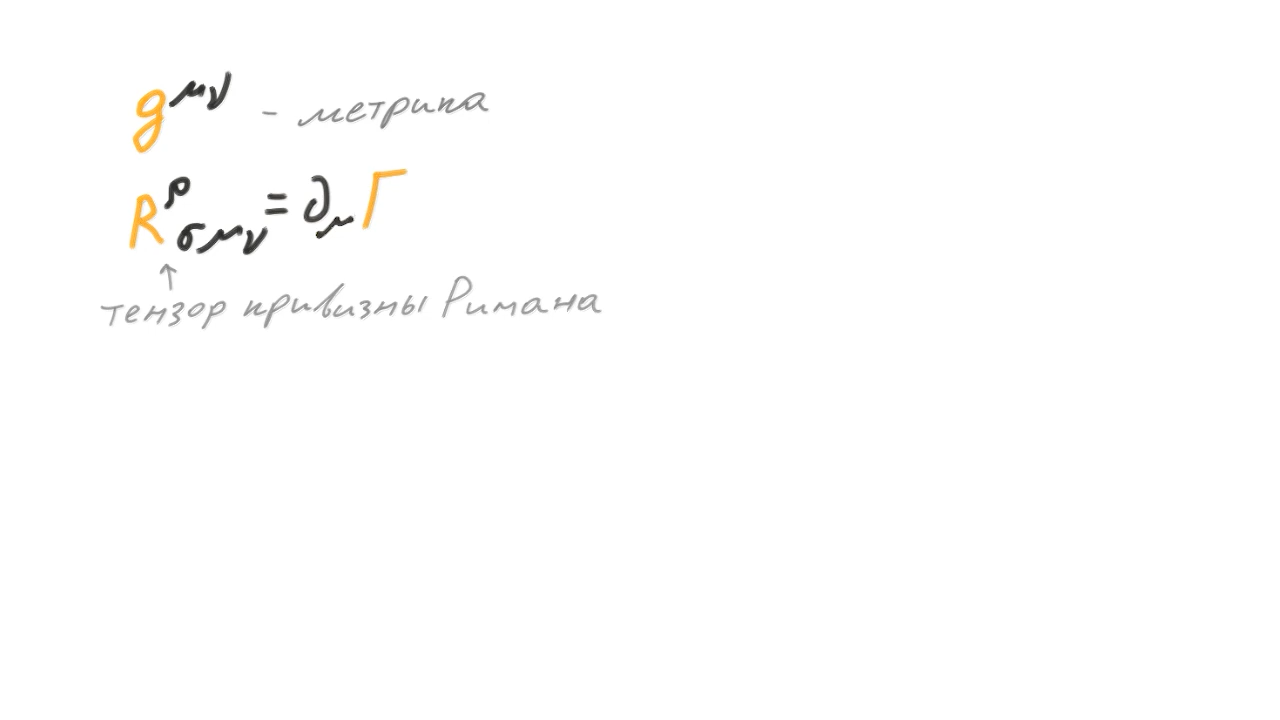 g^μν - метрика
R^ρ_σμν = ∂_μ Γ
↑
тензор кривизны Римана